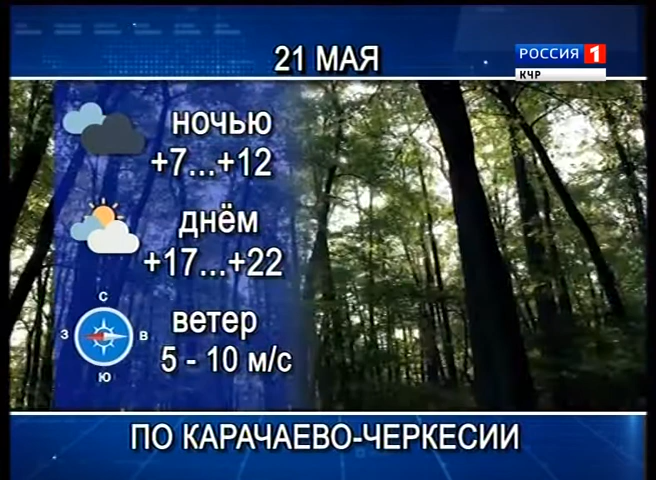 21 МАЯ
РОССИЯ 1
КЧР
НОЧЬЮ
+7...+12
ДНЁМ
+17...+22
С
З
В
Ю
ветер
5 - 10 м/с
ПО КАРАЧАЕВО-ЧЕРКЕСИИ